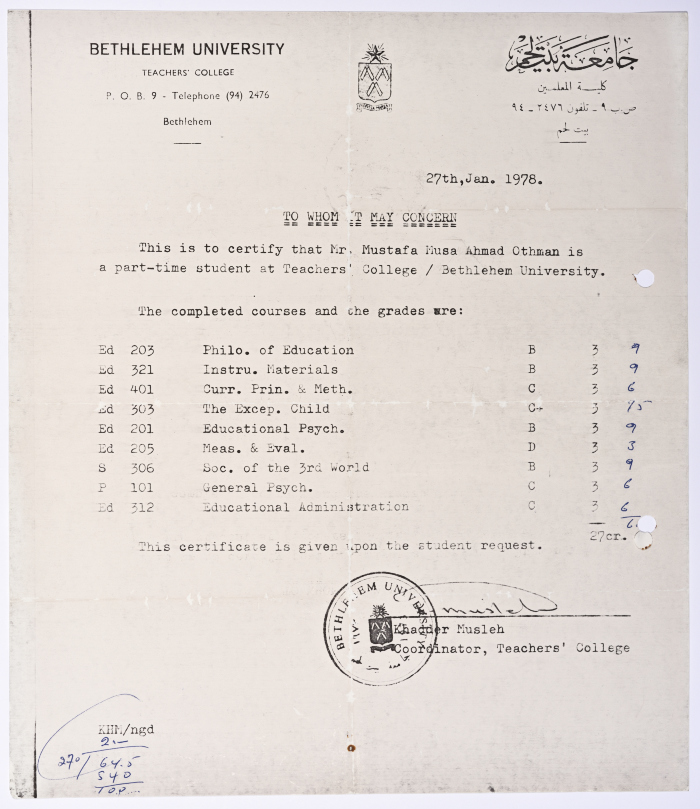 BETHLEHEM UNIVERSITY
TEACHERS' COLLEGE
P. O. B. 9 - Telephone (94) 2476
Bethlehem
جامعة بيت لحم
كلية المعلمين
ص.ب ٩ - تلفون ٢٤٧٦ - ٩٤
بيت لحم
27th,Jan. 1978.
TO WHOM IT MAY CONCERN
This is to certify that Mr. Mustafa Musa Ahmad Othman is
a part-time student at Teachers' College / Bethlehem University.
The completed courses and the grades are:
Ed 203 Philo. of Education B 3 9
Ed 321 Instru. Materials B 3 9
Ed 401 Curr. Prin. & Meth. C 3 6
Ed 303 The Excep. Child C+ 3 7.5
Ed 201 Educational Psych. B 3 9
Ed 205 Meas. & Eval. D 3 3
S 306 Soc. of the 3rd World B 3 9
P 101 General Psych. C 3 6
Ed 312 Educational Administration C 3 6
27cr.
This certificate is given upon the student request.
BETHLEHEM UNIVERSITY
Musleh
Khadder Musleh
Coordinator, Teachers' College
KHM/ngd
2.—
270/64.5
540